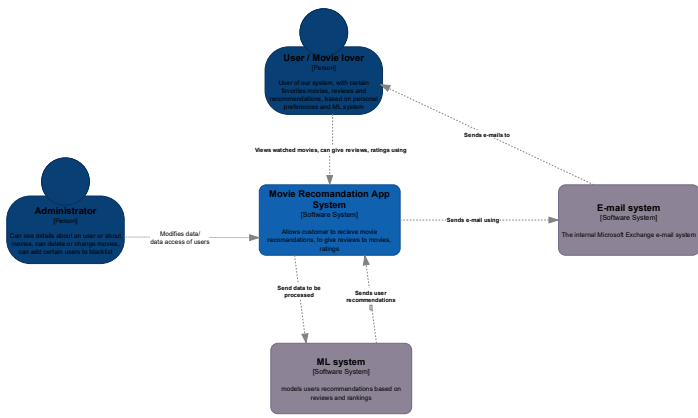 User / Movie lover
[Person]
User of our system, with certain
favorites movies, reviews and
recommendations, based on personal
preferences and ML system
Sends e-mails to
Views watched movies, can give reviews, ratings using
Administrator
[Person]
Can see details about an user or about
movies, can delete or change movies,
can add certain users to blacklist
Modifies data/
data access of users
Movie Recomandation App
System
[Software System]
Allows customer to recieve movie
recomandations, to give reviews to movies,
ratings
Sends e-mail using
E-mail system
[Software System]
The internal Microsoft Exchange e-mail system
Send data to be
processed
Sends user
recommendations
ML system
[Software System]
models users recommendations based on
reviews and rankings